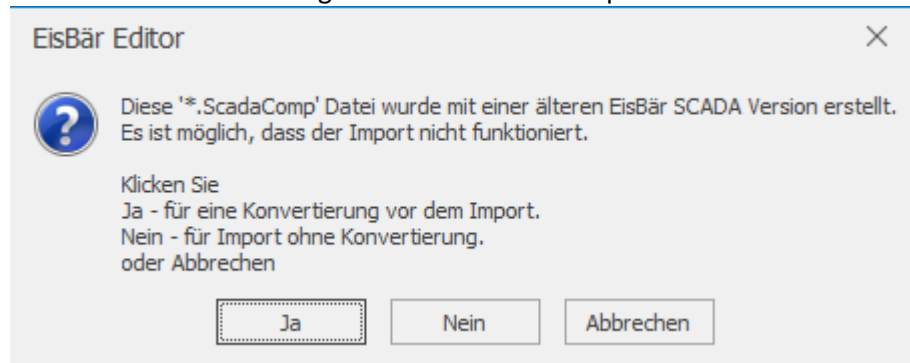 EisBär Editor
Diese '*.ScadaComp' Datei wurde mit einer älteren EisBär SCADA Version erstellt.
Es ist möglich, dass der Import nicht funktioniert.
Klicken Sie
Ja - für eine Konvertierung vor dem Import.
Nein - für Import ohne Konvertierung.
oder Abbrechen
Ja
Nein
Abbrechen